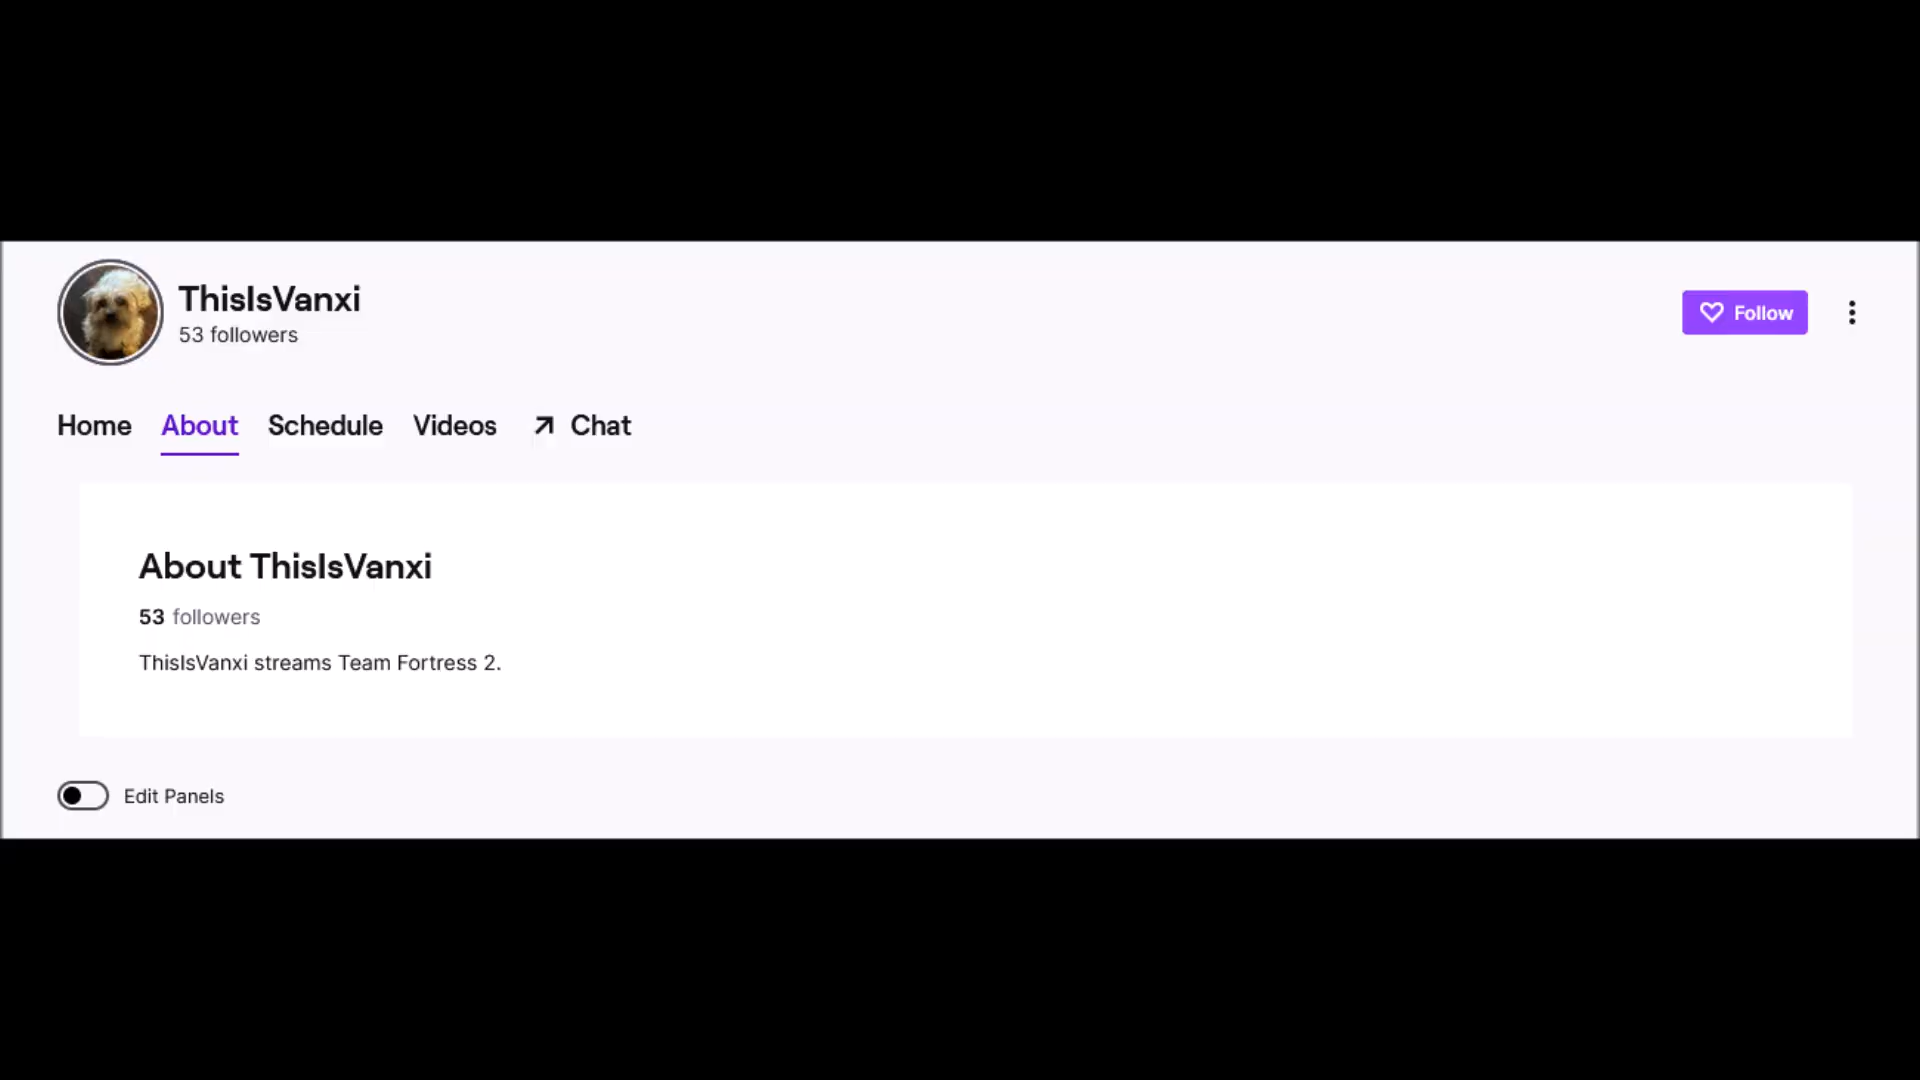 ThisIsVanxi
53 followers
Follow
Home About Schedule Videos Chat
About ThisIsVanxi
53 followers
ThisIsVanxi streams Team Fortress 2.
Edit Panels